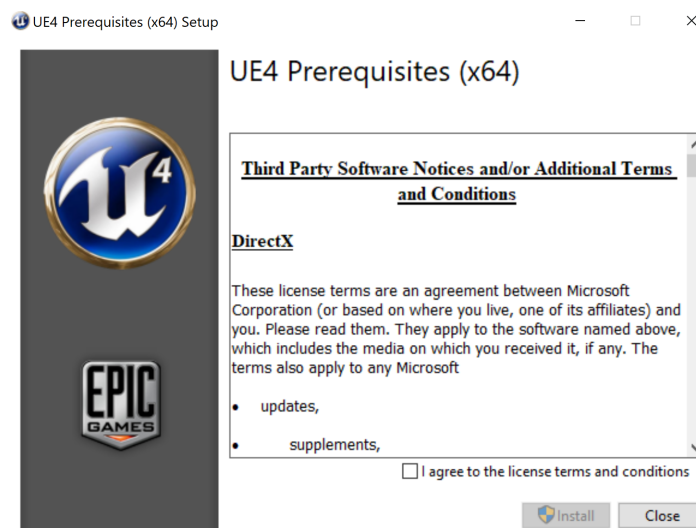 UE4 Prerequisites (x64) Setup
UE4 Prerequisites (x64)
Third Party Software Notices and/or Additional Terms
and Conditions
DirectX
These license terms are an agreement between Microsoft
Corporation (or based on where you live, one of its affiliates) and
you. Please read them. They apply to the software named above,
which includes the media on which you received it, if any. The
terms also apply to any Microsoft
• updates,
• supplements,
I agree to the license terms and conditions
Install
Close
U4
EPIC
GAMES